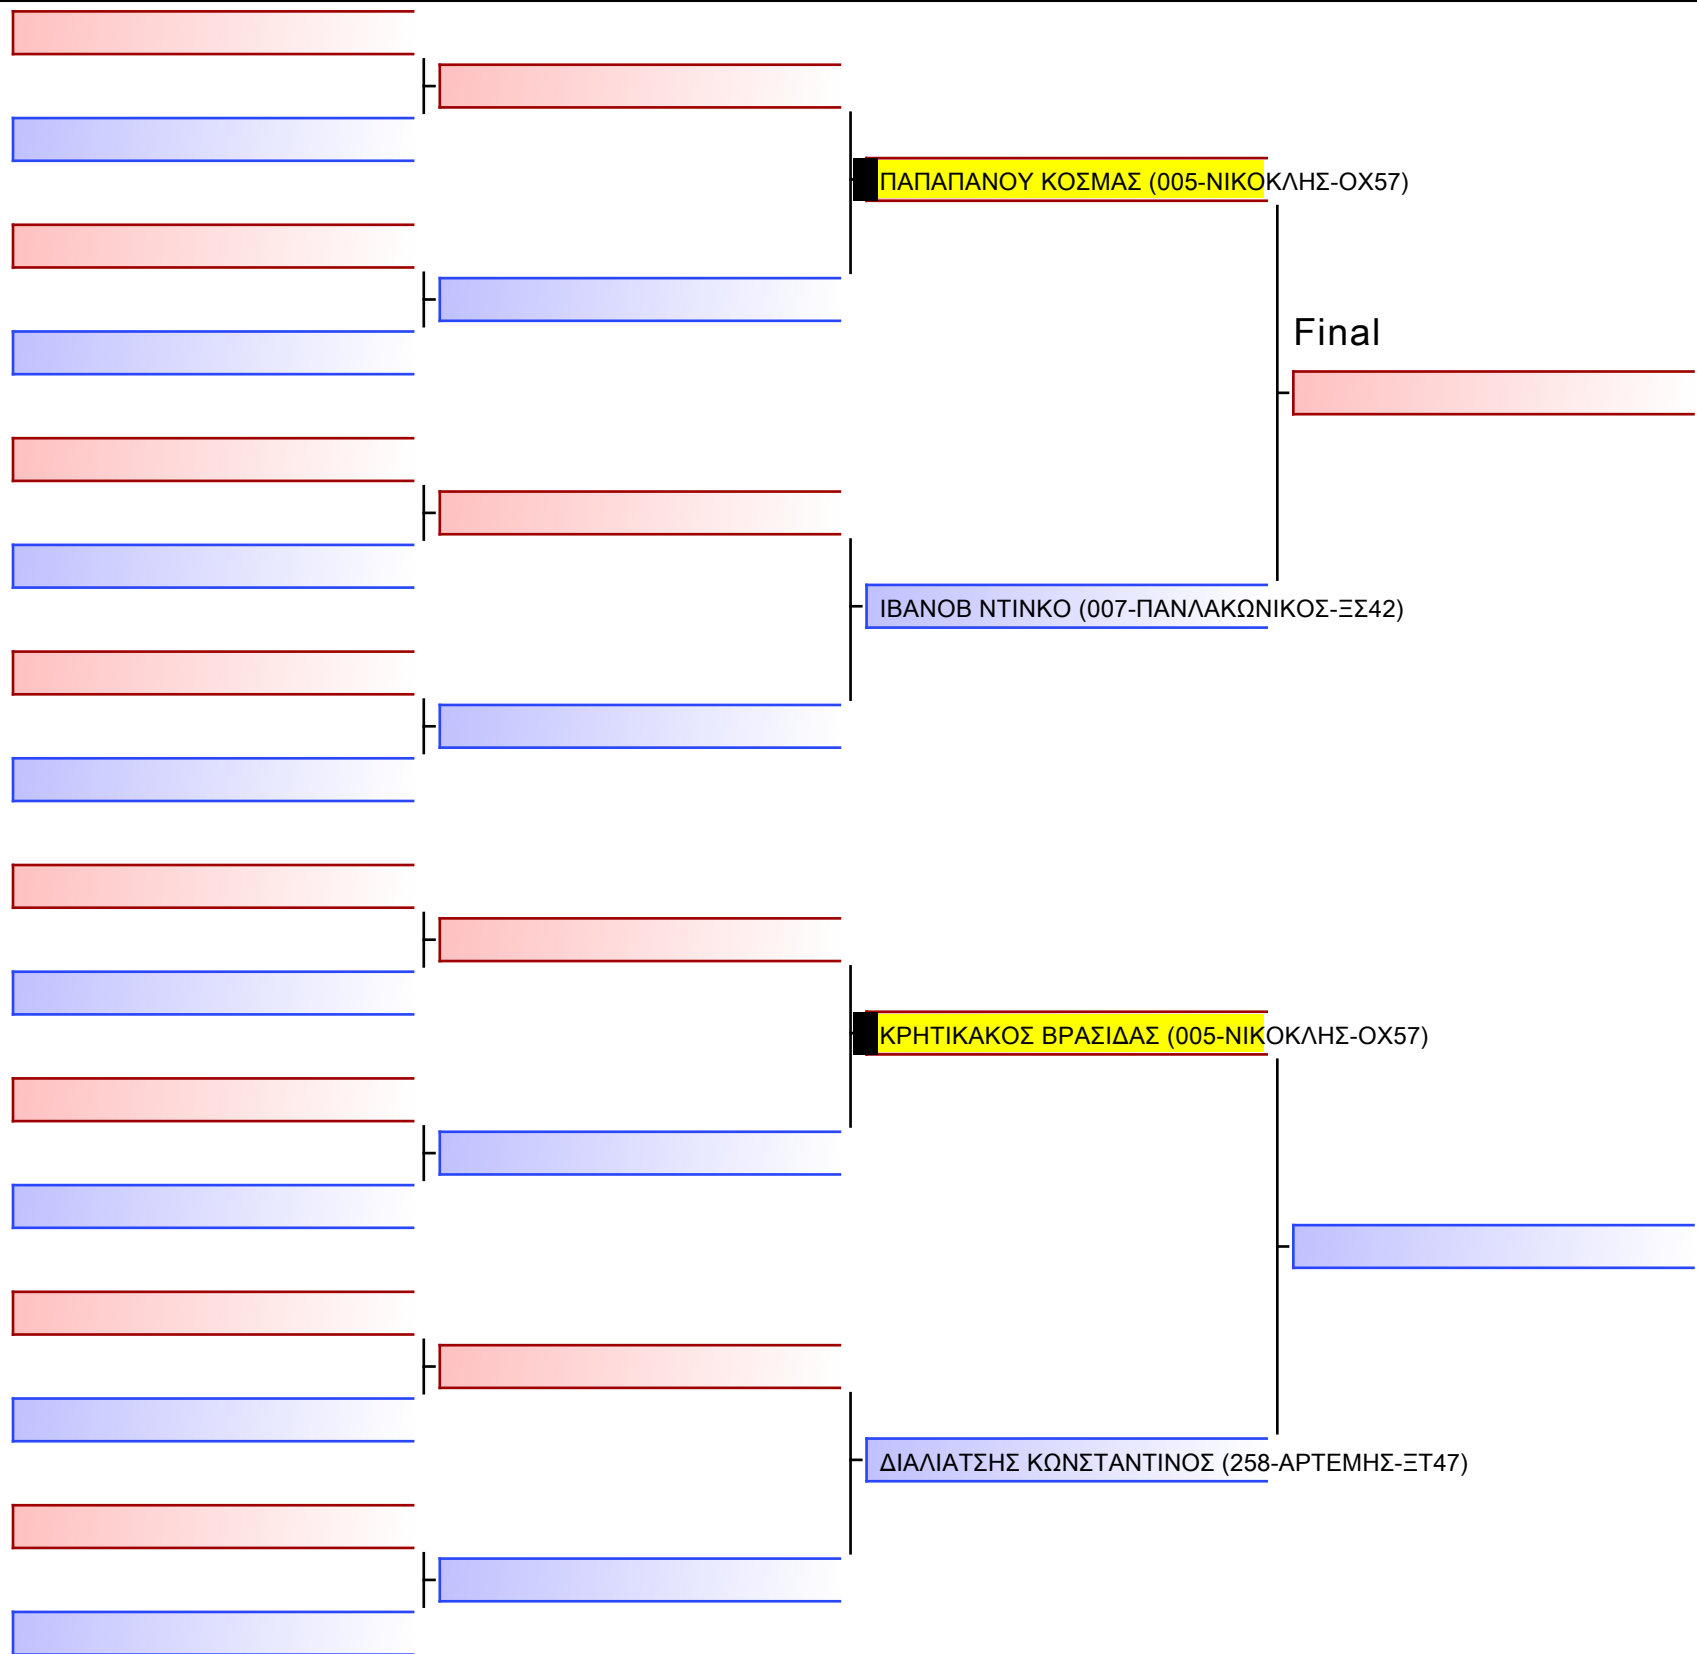 ΠΑΠΑΠΑΝΟΥ ΚΟΣΜΑΣ (005-ΝΙΚΟΚΛΗΣ-ΟΧ57)
Final
ΙΒΑΝΟΒ ΝΤΙΝΚΟ (007-ΠΑΝΛΑΚΩΝΙΚΟΣ-ΞΣ42)
ΚΡΗΤΙΚΑΚΟΣ ΒΡΑΣΙΔΑΣ (005-ΝΙΚΟΚΛΗΣ-ΟΧ57)
ΔΙΑΛΙΑΤΣΗΣ ΚΩΝΣΤΑΝΤΙΝΟΣ (258-ΑΡΤΕΜΗΣ-ΞΤ47)